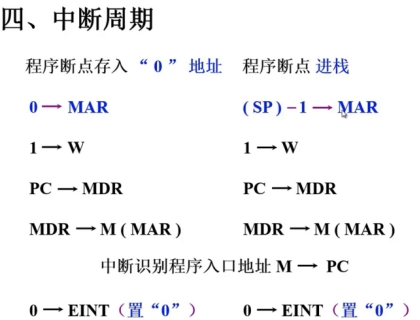 四、中断周期
程序断点存入 “ 0 ” 地址 程序断点 进栈
0 → MAR ( SP ) − 1 → MAR
1 → W 1 → W
PC → MDR PC → MDR
MDR → M ( MAR ) MDR → M ( MAR )
中断识别程序入口地址 M → PC
0 → EINT（置“0”） 0 → EINT（置“0”）